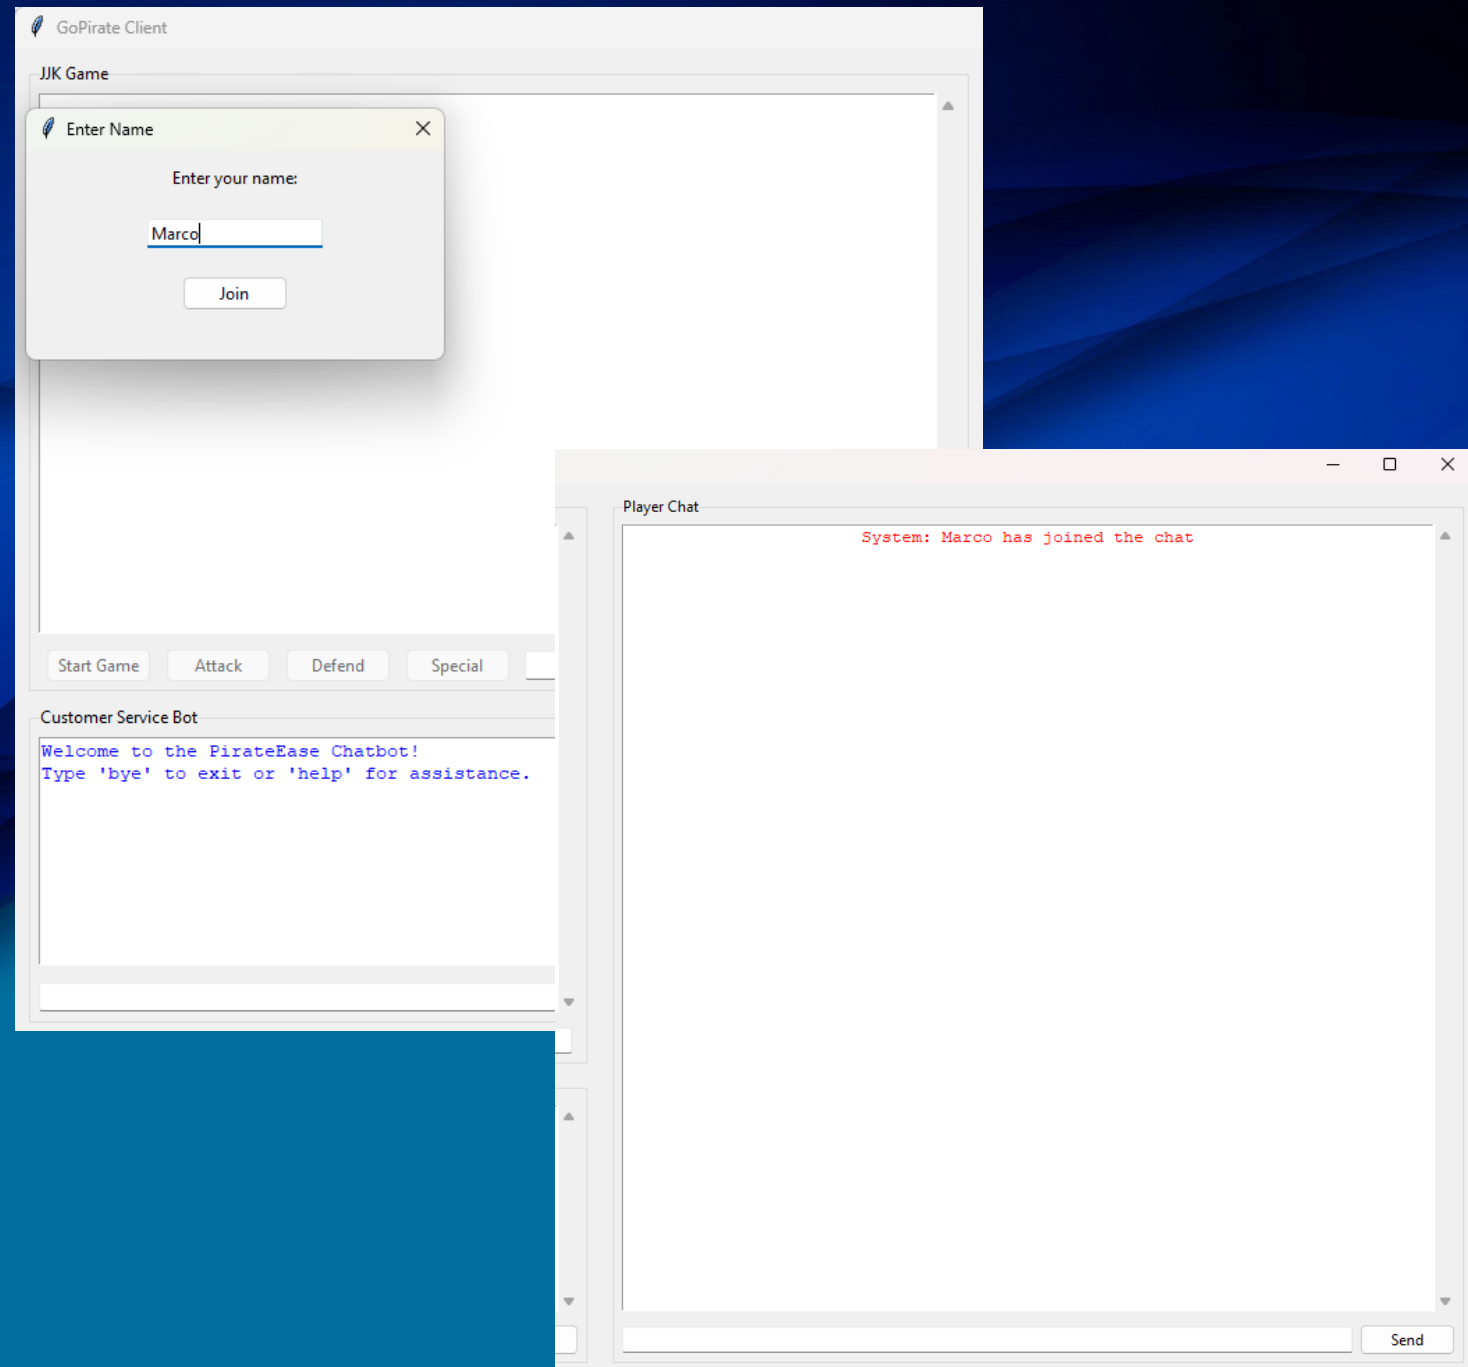 GoPirate Client
JJK Game
Enter Name
Enter your name:
Marco
Join
Start Game Attack Defend Special
Customer Service Bot
Welcome to the PirateEase Chatbot!
Type 'bye' to exit or 'help' for assistance.
Player Chat
System: Marco has joined the chat
Send